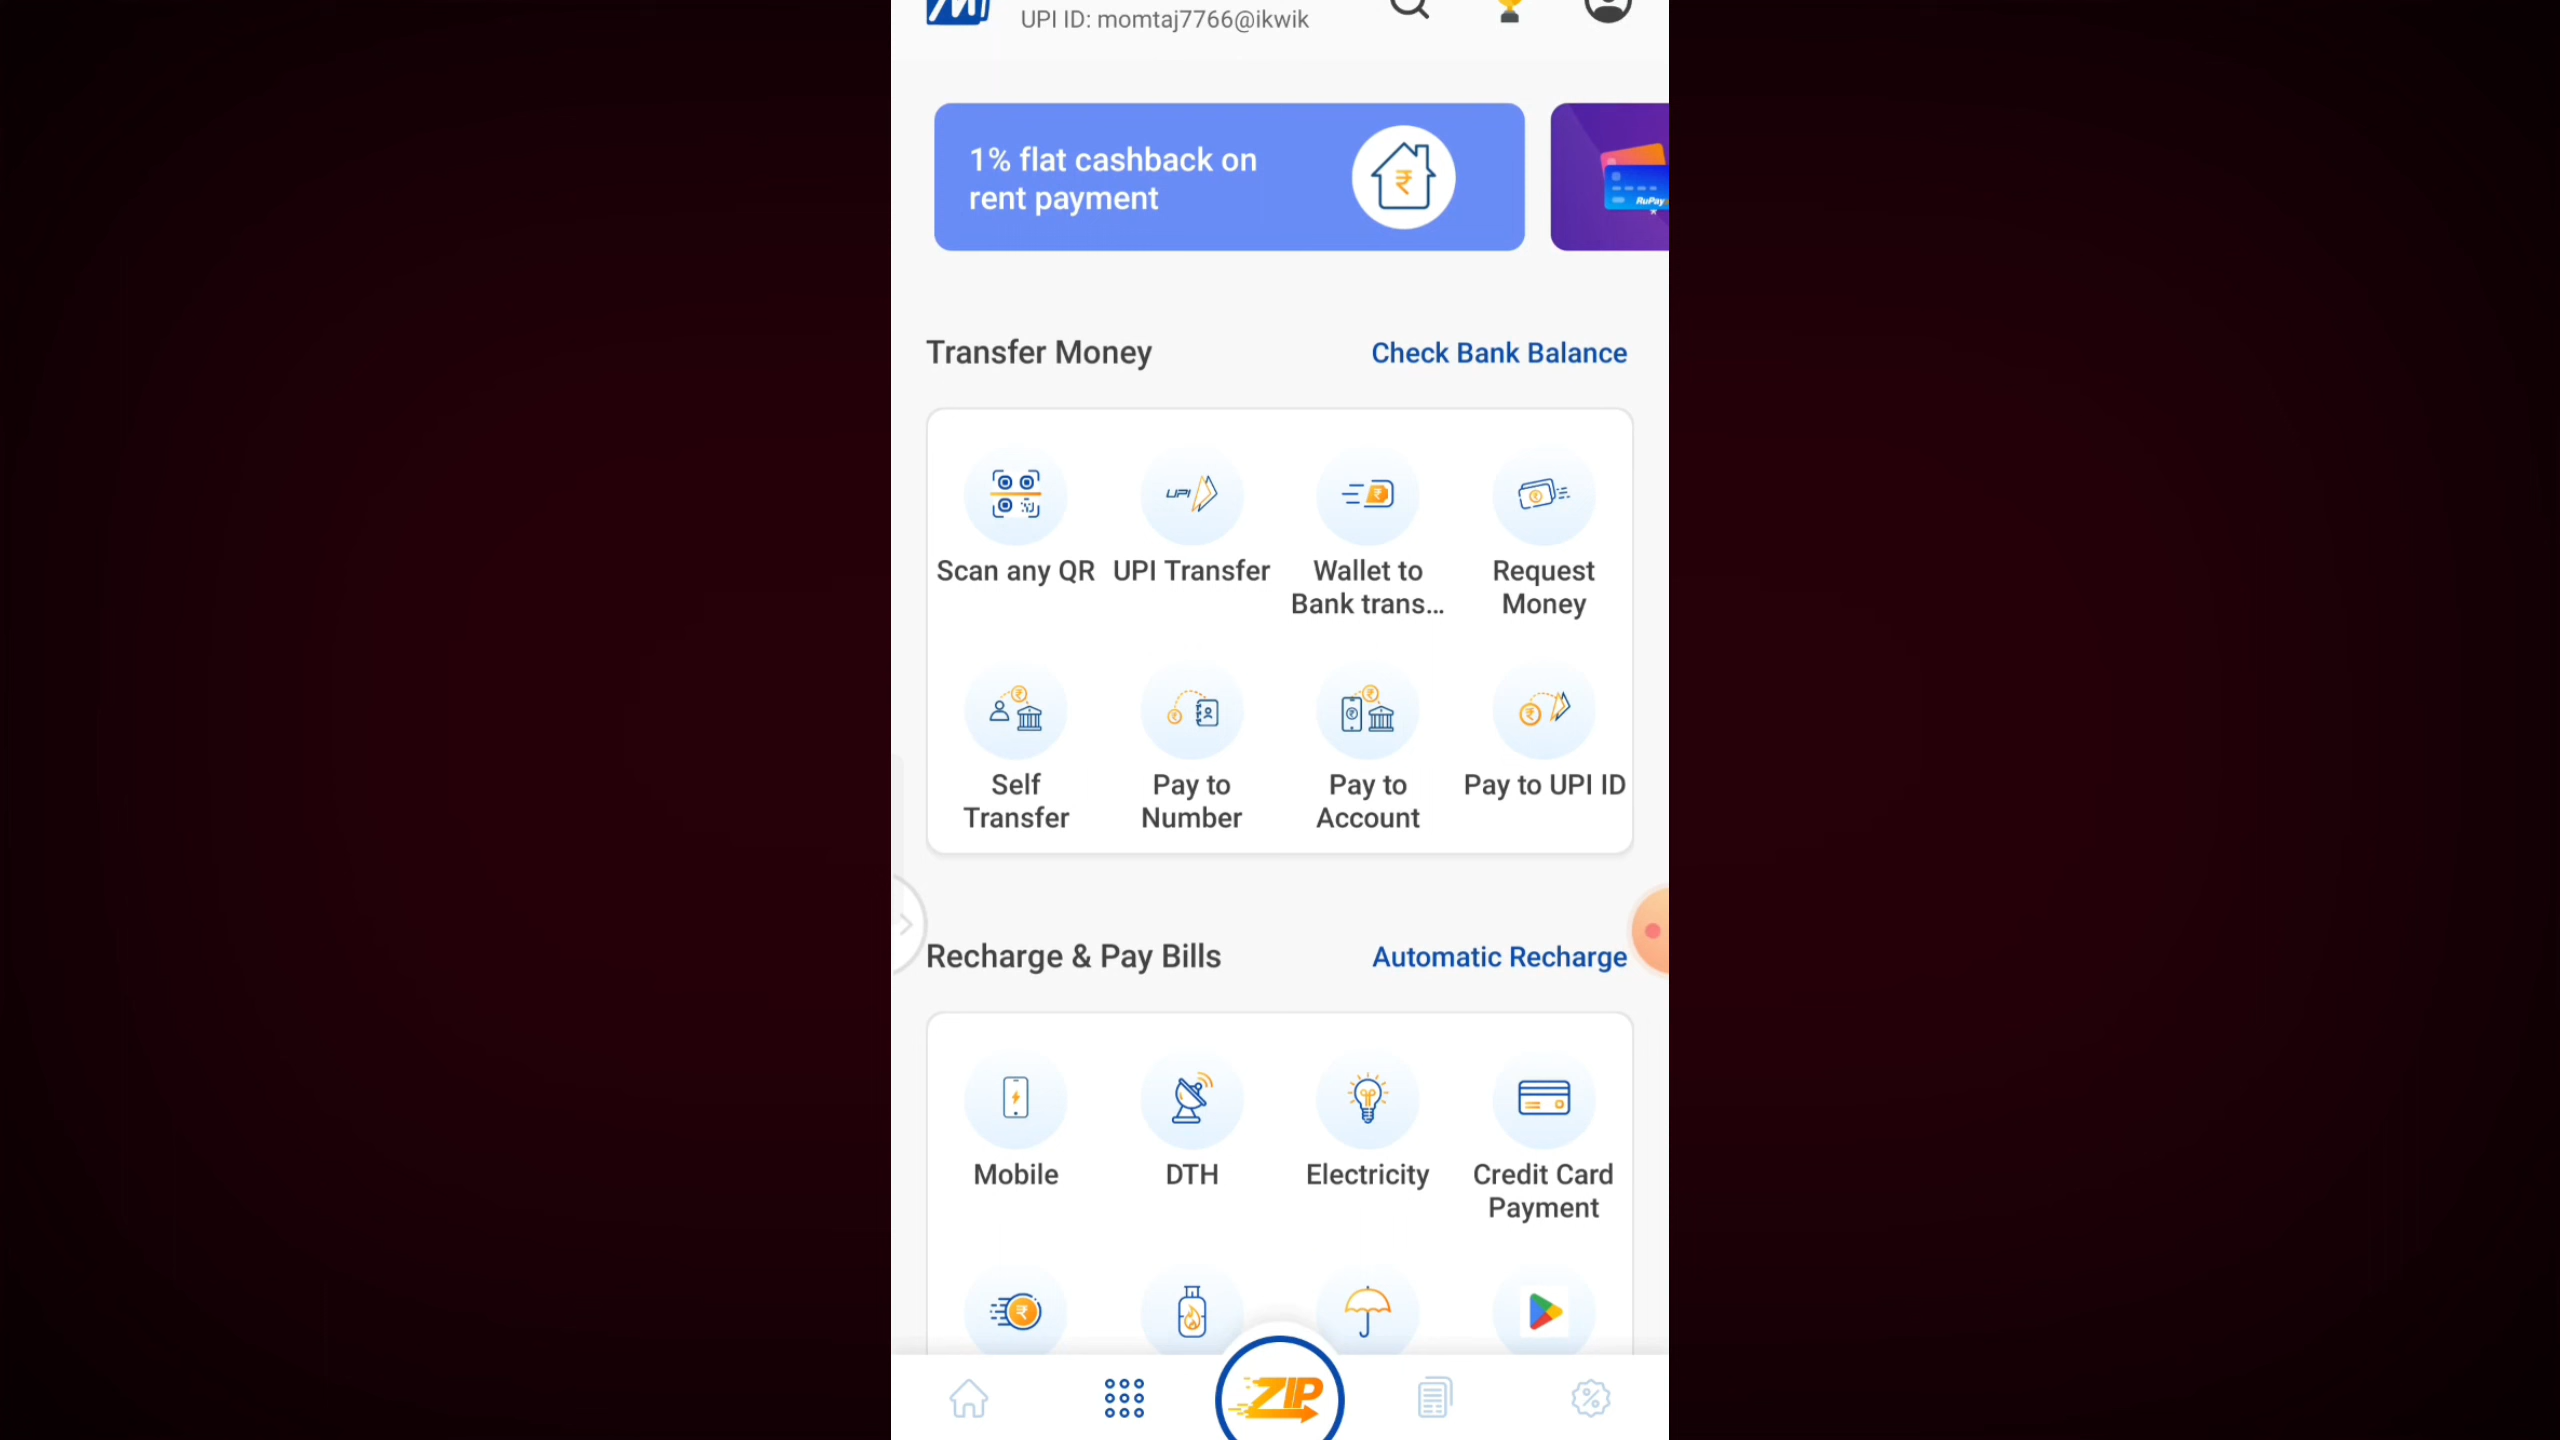 UPI ID: momtaj7766@ikwik
1% flat cashback on
rent payment
RuPay
Transfer Money
Check Bank Balance
Scan any QR
UPI Transfer
Wallet to
Bank trans...
Request
Money
UPI
Self
Transfer
Pay to
Number
Pay to
Account
Pay to UPI ID
Recharge & Pay Bills
Automatic Recharge
Mobile
DTH
Electricity
Credit Card
Payment
ZIP